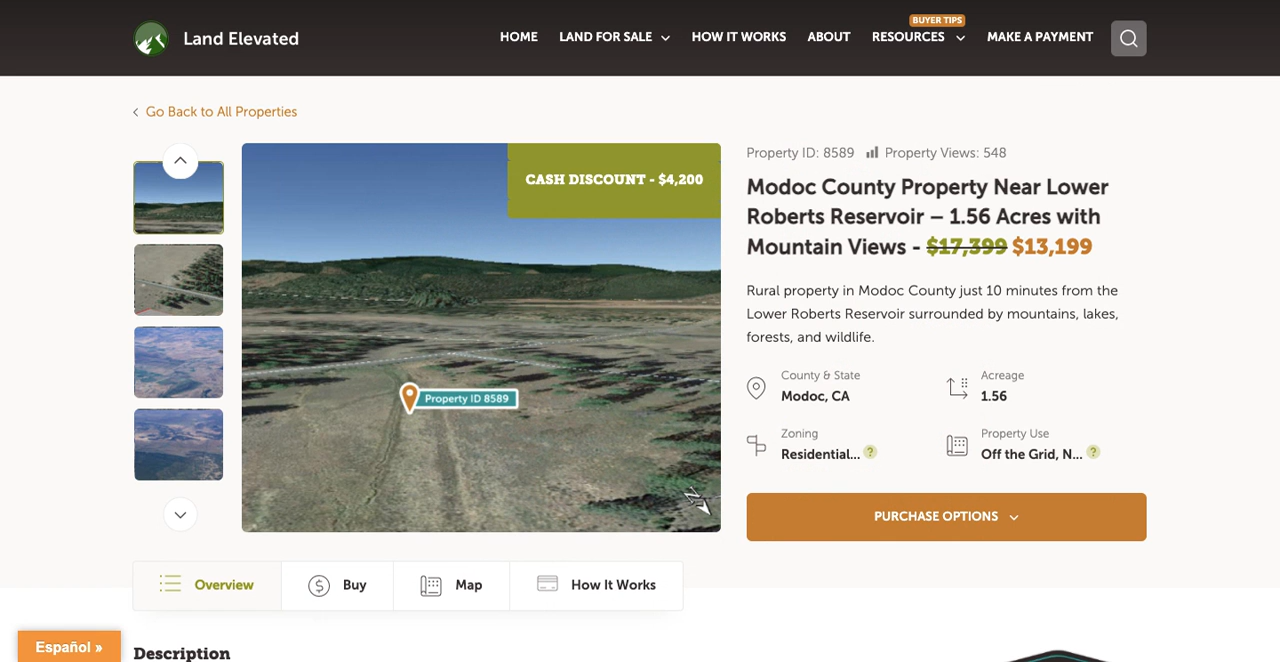 Land Elevated
HOME
LAND FOR SALE
HOW IT WORKS
ABOUT
BUYER TIPS
RESOURCES
MAKE A PAYMENT
Go Back to All Properties
CASH DISCOUNT - $4,200
Property ID 8589
Property ID: 8589
Property Views: 548
Modoc County Property Near Lower
Roberts Reservoir – 1.56 Acres with
Mountain Views - $17,399 $13,199
Rural property in Modoc County just 10 minutes from the
Lower Roberts Reservoir surrounded by mountains, lakes,
forests, and wildlife.
County & State
Modoc, CA
Acreage
1.56
Zoning
Residential... ?
Property Use
Off the Grid, N... ?
PURCHASE OPTIONS
Overview
Buy
Map
How It Works
Español »
Description